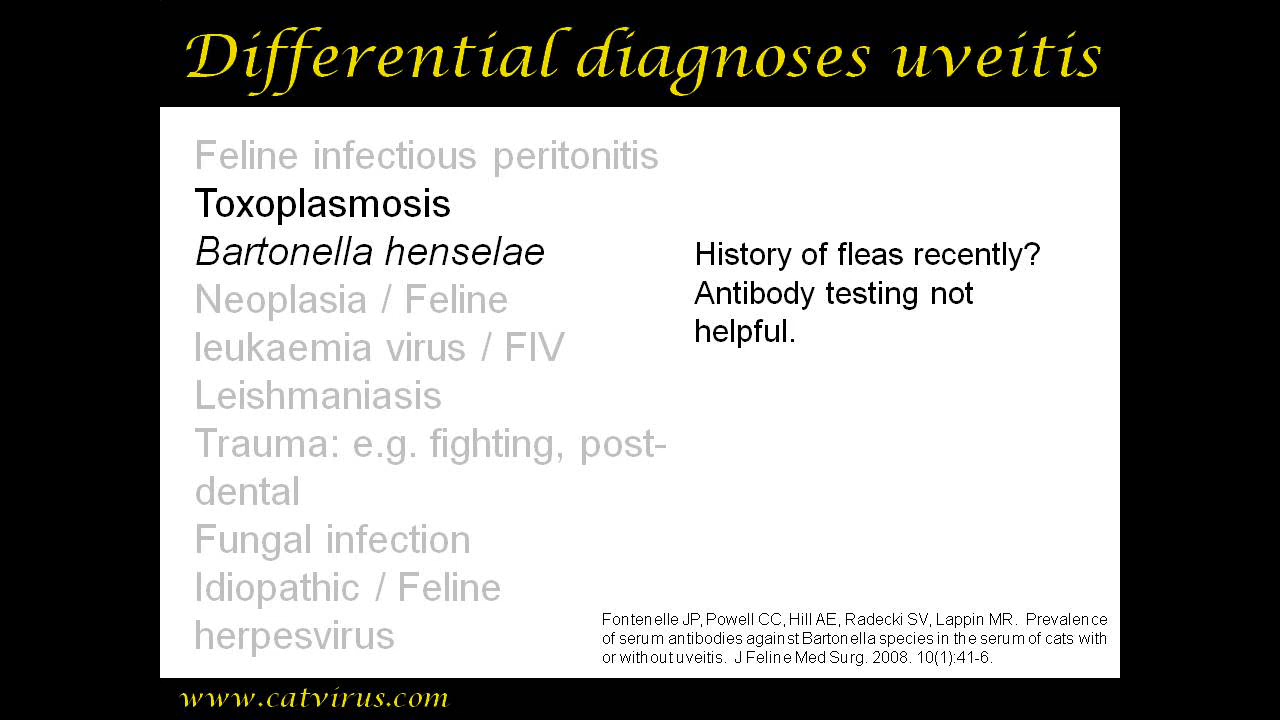 Differential diagnoses uveitis
Feline infectious peritonitis
Toxoplasmosis
Bartonella henselae
Neoplasia / Feline
leukaemia virus / FIV
Leishmaniasis
Trauma: e.g. fighting, post-
dental
Fungal infection
Idiopathic / Feline
herpesvirus
History of fleas recently?
Antibody testing not
helpful.
Fontenelle JP, Powell CC, Hill AE, Radecki SV, Lappin MR. Prevalence
of serum antibodies against Bartonella species in the serum of cats with
or without uveitis. J Feline Med Surg. 2008. 10(1):41-6.
www.catvirus.com